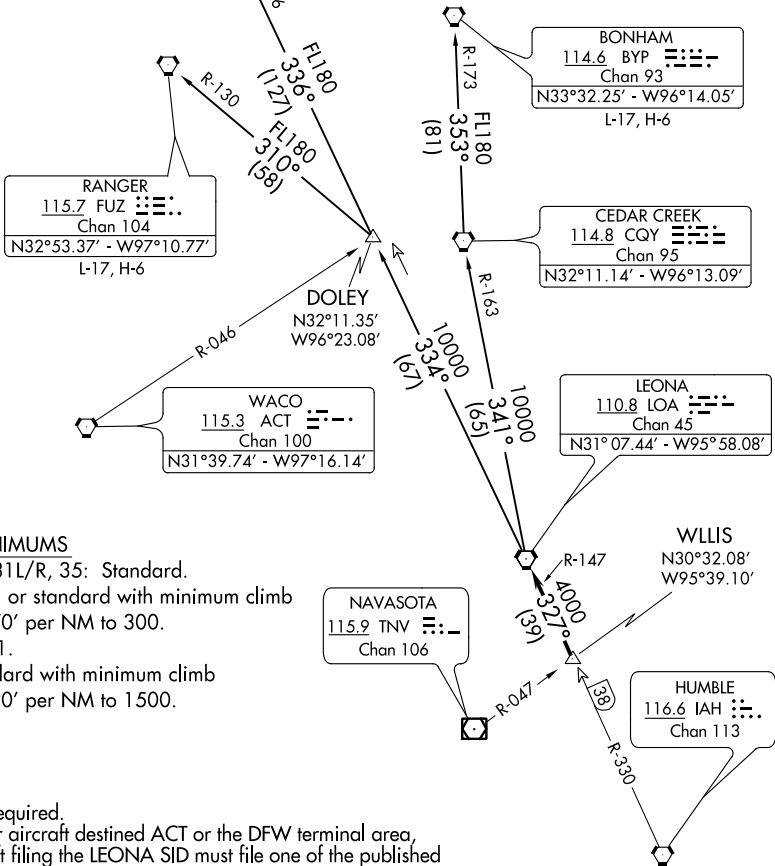 6
FL180
336°
(127)
R-130
FL180
310°
(58)
R-173
FL180
353°
(81)
BONHAM
114.6 BYP
Chan 93
N33°32.25' - W96°14.05'
L-17, H-6
RANGER
115.7 FUZ
Chan 104
N32°53.37' - W97°10.77'
L-17, H-6
CEDAR CREEK
114.8 CQY
Chan 95
N32°11.14' - W96°13.09'
DOLEY
N32°11.35'
W96°23.08'
R-046
R-163
10000
334°
(67)
10000
341°
(65)
WACO
115.3 ACT
Chan 100
N31°39.74' - W97°16.14'
LEONA
110.8 LOA
Chan 45
N31°07.44' - W95°58.08'
NIMUMS
31L/R, 35: Standard.
or standard with minimum climb
0' per NM to 300.
1.
dard with minimum climb
0' per NM to 1500.
R-147
4000
327°
(39)
WLLIS
N30°32.08'
W95°39.10'
NAVASOTA
115.9 TNV
Chan 106
R-047
38
R-330
HUMBLE
116.6 IAH
Chan 113
equired.
r aircraft destined ACT or the DFW terminal area,
ft filing the LEONA SID must file one of the published